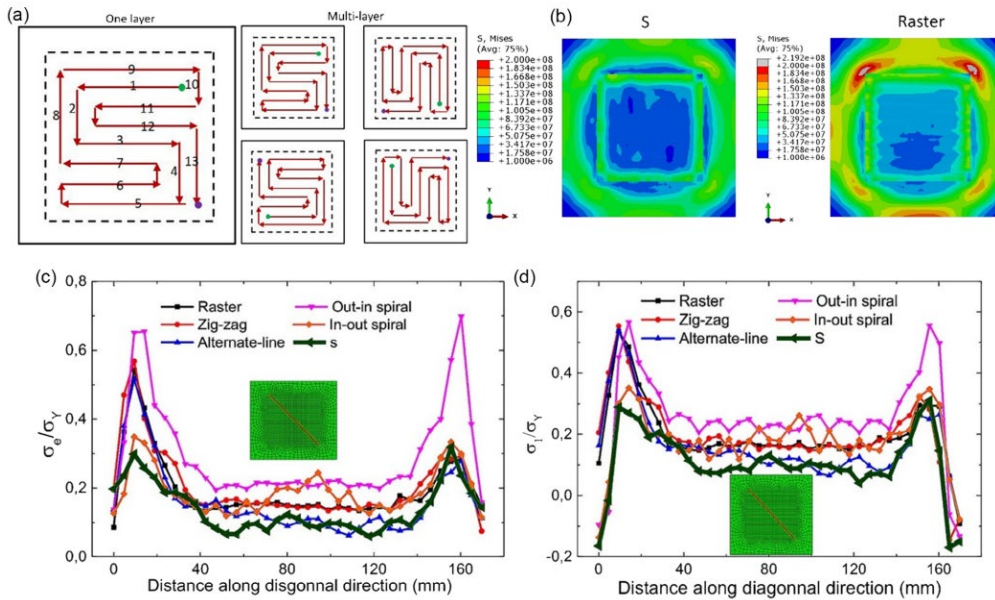 (a)
One layer
Multi-layer
9
1
10
2
11
8
12
3
13
7
4
6
5
(b)
S
Raster
S, Mises
(Avg: 75%)
+2.000e+08
+1.834e+08
+1.668e+08
+1.503e+08
+1.337e+08
+1.171e+08
+1.005e+08
+8.392e+07
+6.733e+07
+5.075e+07
+3.417e+07
+1.758e+07
+1.000e+06
Y
X
S, Mises
(Avg: 75%)
+2.192e+08
+2.000e+08
+1.834e+08
+1.668e+08
+1.503e+08
+1.337e+08
+1.171e+08
+1.005e+08
+8.392e+07
+6.733e+07
+5.075e+07
+3.417e+07
+1.758e+07
+1.000e+06
Y
X
(c)
0,8
0,6
0,4
0,2
0,0
σe/σY
Raster
Zig-zag
Alternate-line
Out-in spiral
In-out spiral
s
0 40 80 120 160
Distance along disgonnal direction (mm)
(d)
0,6
0,4
0,2
0,0
-0,2
σ1/σY
Raster
Zig-zag
Alternate-line
Out-in spiral
In-out spiral
S
0 40 80 120 160
Distance along diagonnal direction (mm)